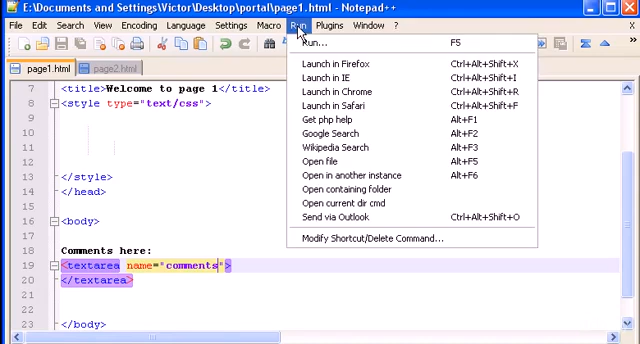 E:\Documents and Settings\Victor\Desktop\portal\page1.html - Notepad++
File Edit Search View Encoding Language Settings Macro Run Plugins Window ?
page1.html page2.html
Run... F5
Launch in Firefox Ctrl+Alt+Shift+X
Launch in IE Ctrl+Alt+Shift+I
Launch in Chrome Ctrl+Alt+Shift+R
Launch in Safari Ctrl+Alt+Shift+F
Get php help Alt+F1
Google Search Alt+F2
Wikipedia Search Alt+F3
Open file Alt+F5
Open in another instance Alt+F6
Open containing folder
Open current dir cmd
Send via Outlook Ctrl+Alt+Shift+O
Modify Shortcut/Delete Command...
7 <title>Welcome to page 1</title>
8 <style type="text/css">
9
10
11
12
13 </style>
14 </head>
15
16 <body>
17
18 Comments here:
19 <textarea name="comments">
20 </textarea>
21
22
23 </body>